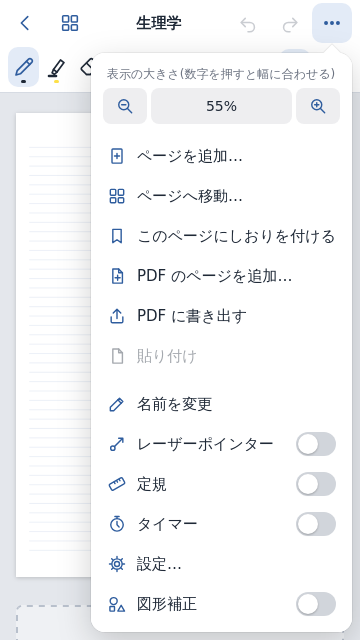 生理学
表示の大きさ(数字を押すと幅に合わせる)
55%
ページを追加…
ページへ移動…
このページにしおりを付ける
PDF のページを追加…
PDF に書き出す
貼り付け
名前を変更
レーザーポインター
定規
タイマー
設定…
図形補正